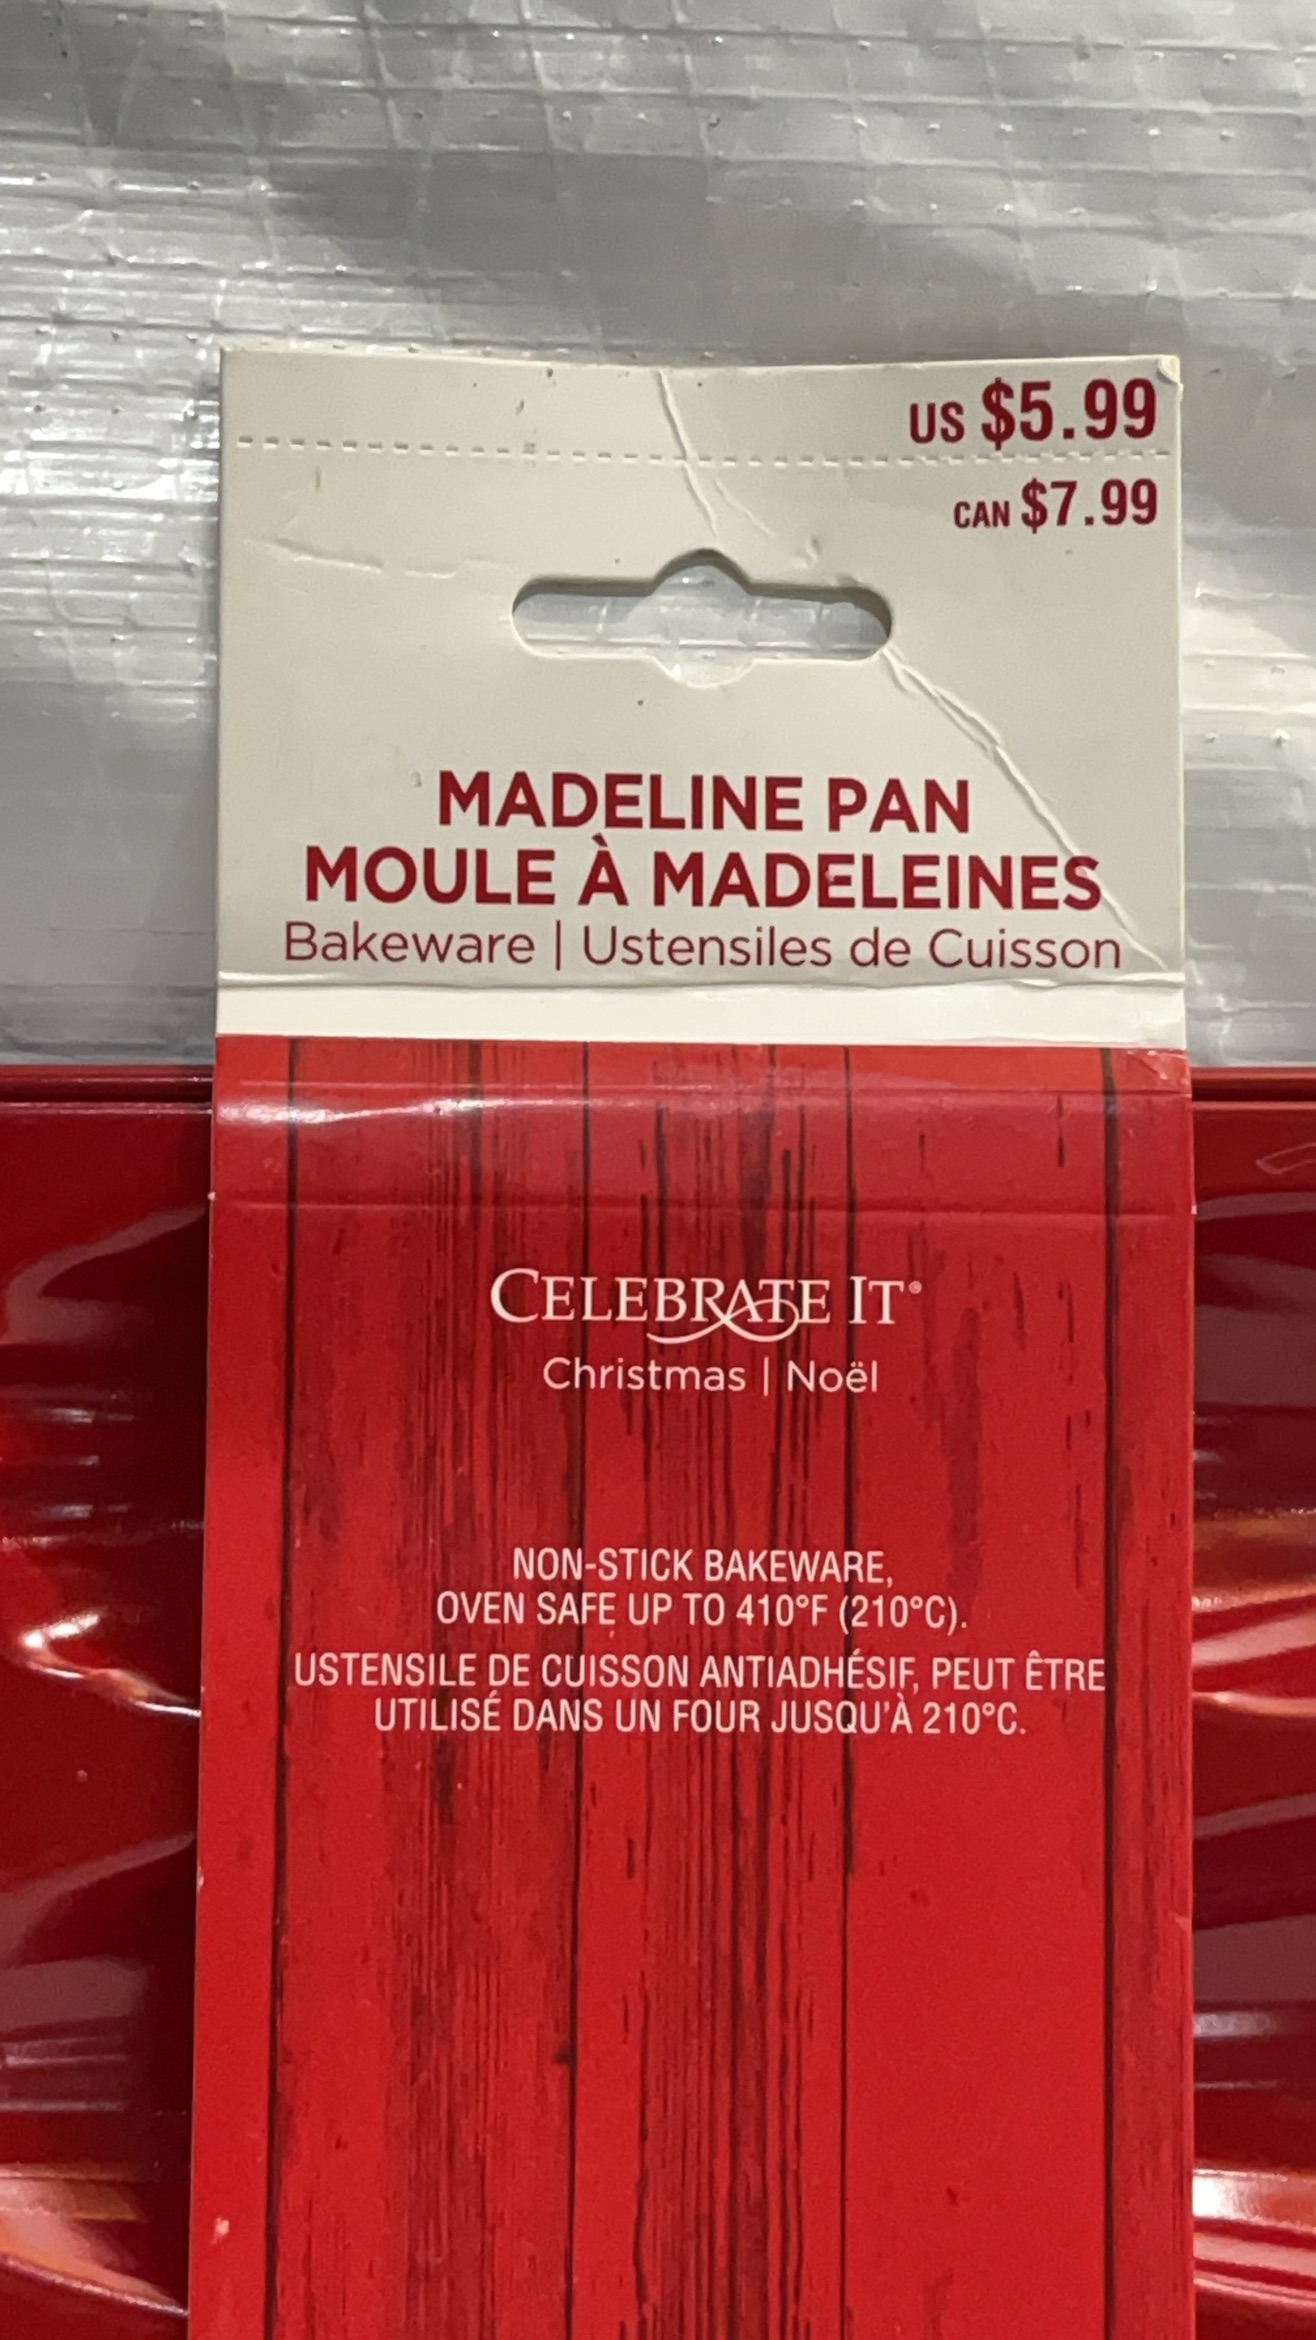 US $5.99
CAN $7.99
MADELINE PAN
MOULE À MADELEINES
Bakeware | Ustensiles de Cuisson
CELEBRATE IT®
Christmas | Noël
NON-STICK BAKEWARE,
OVEN SAFE UP TO 410°F (210°C).
USTENSILE DE CUISSON ANTIADHÉSIF, PEUT ÊTRE
UTILISÉ DANS UN FOUR JUSQU'À 210°C.